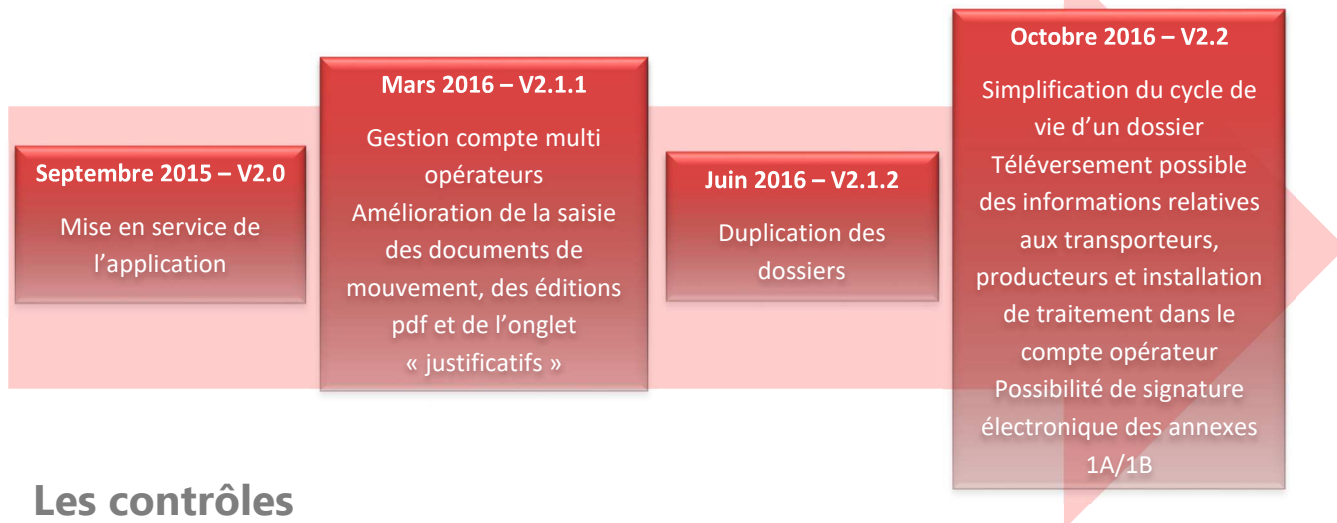 Septembre 2015 – V2.0
Mise en service de
l'application
Mars 2016 – V2.1.1
Gestion compte multi
opérateurs
Amélioration de la saisie
des documents de
mouvement, des éditions
pdf et de l'onglet
« justificatifs »
Juin 2016 – V2.1.2
Duplication des
dossiers
Octobre 2016 – V2.2
Simplification du cycle de
vie d'un dossier
Téléversement possible
des informations relatives
aux transporteurs,
producteurs et installation
de traitement dans le
compte opérateur
Possibilité de signature
électronique des annexes
1A/1B
Les contrôles